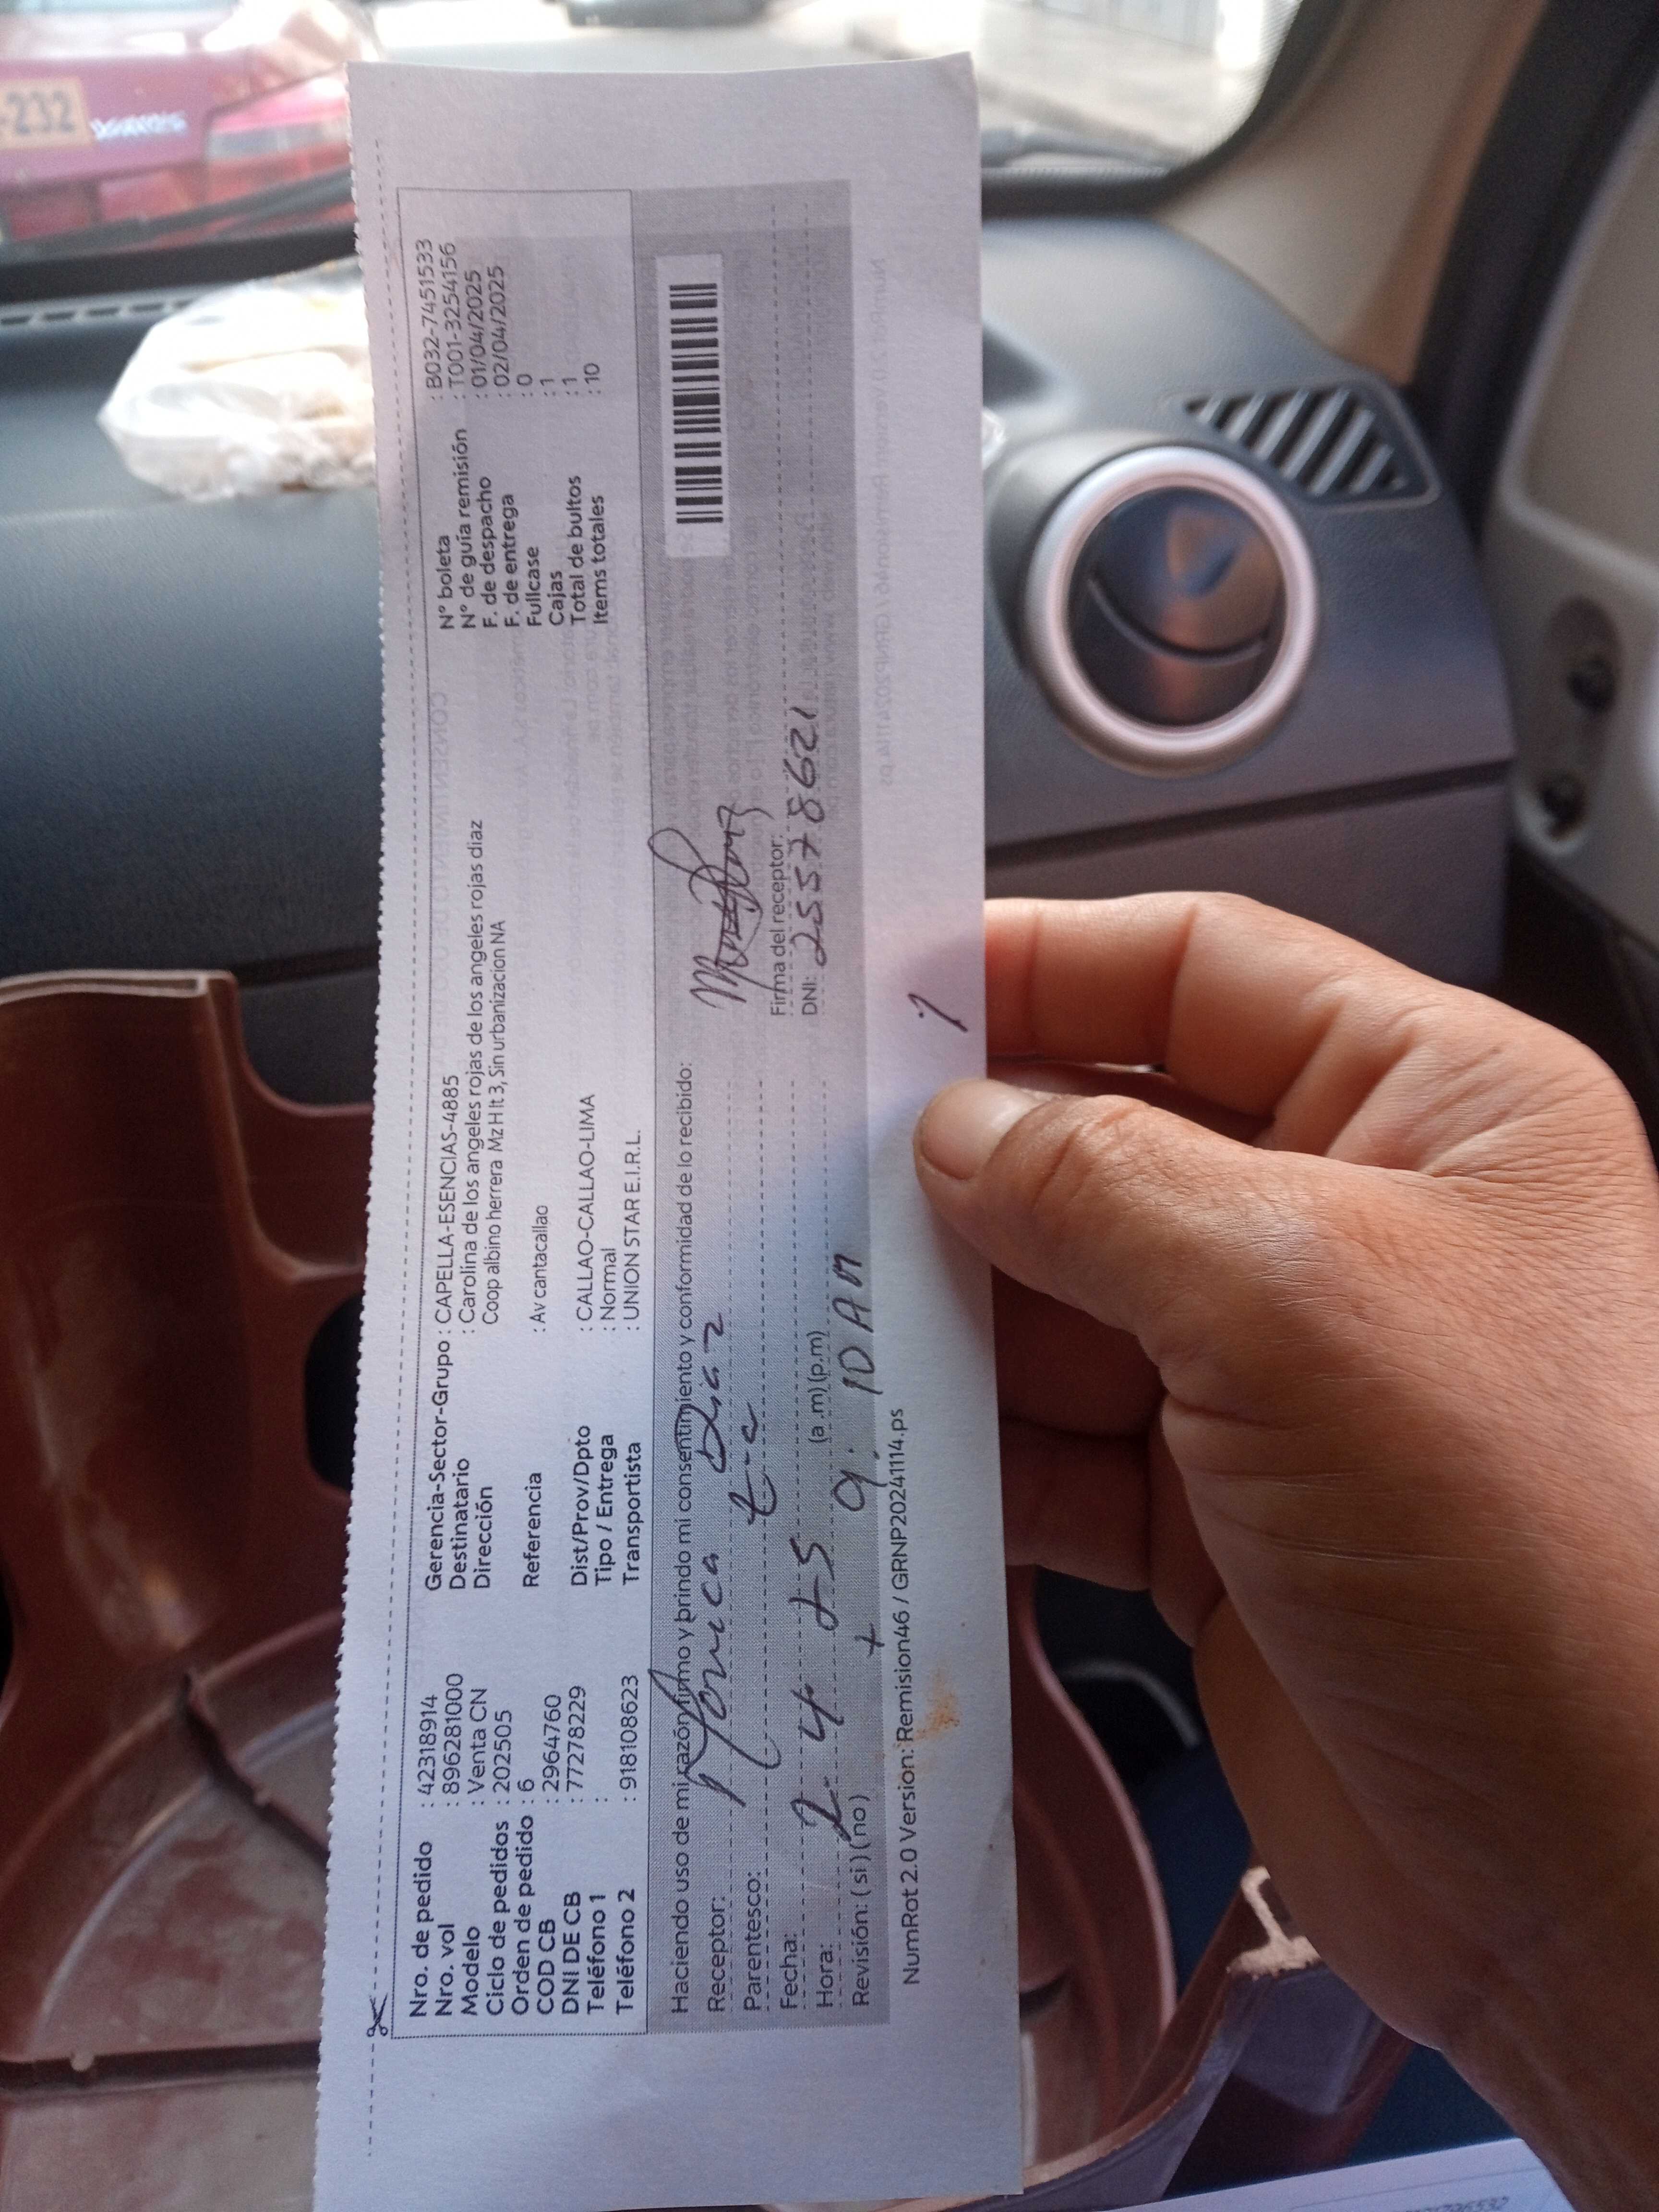 Nro. de pedido : 42318914
Nro. vol : 896281000
Modelo : Venta CN
Ciclo de pedidos : 202505
Orden de pedido : 6
COD CB : 2964760
DNI DE CB : 77278229
Teléfono 1 :
Teléfono 2 : 918108623
Gerencia-Sector-Grupo : CAPELLA-ESENCIAS-4885
Destinatario : Carolina de los angeles rojas de los angeles rojas diaz
Dirección Coop albino herrera Mz H lt 3, Sin urbanizacion NA
Referencia : Av cantacallao
Dist/Prov/Dpto : CALLAO-CALLAO-LIMA
Tipo / Entrega : Normal
Transportista : UNION STAR E.I.R.L.
N° boleta : B032-7451533
N° de guía remisión : T001-3254156
F. de despacho : 01/04/2025
F. de entrega : 02/04/2025
Fullcase : 0
Cajas : 1
Total de bultos : 1
Items totales : 10
Haciendo uso de mi razón firmo y brindo mi consentimiento y conformidad de lo recibido:
Receptor: Monica Diaz
Parentesco: tia
Fecha: 2. 4 25
Hora: 9:10 AM (a.m) (p.m)
Revisión: ( si ) ( no )
Firma del receptor:
DNI: 25578621
NumRot 2.0 Version: Remision46 / GRNP20241114.ps
-232